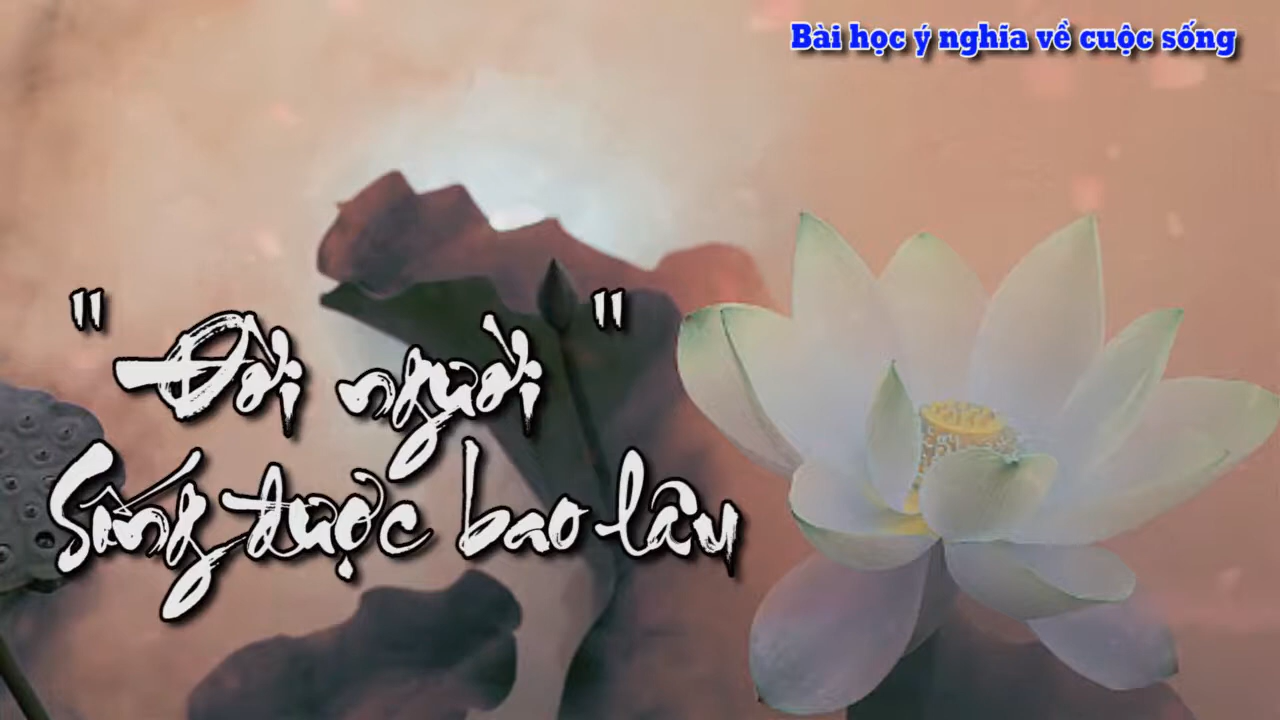 Bài học ý nghĩa về cuộc sống
" Đời người "
Sống được bao lâu